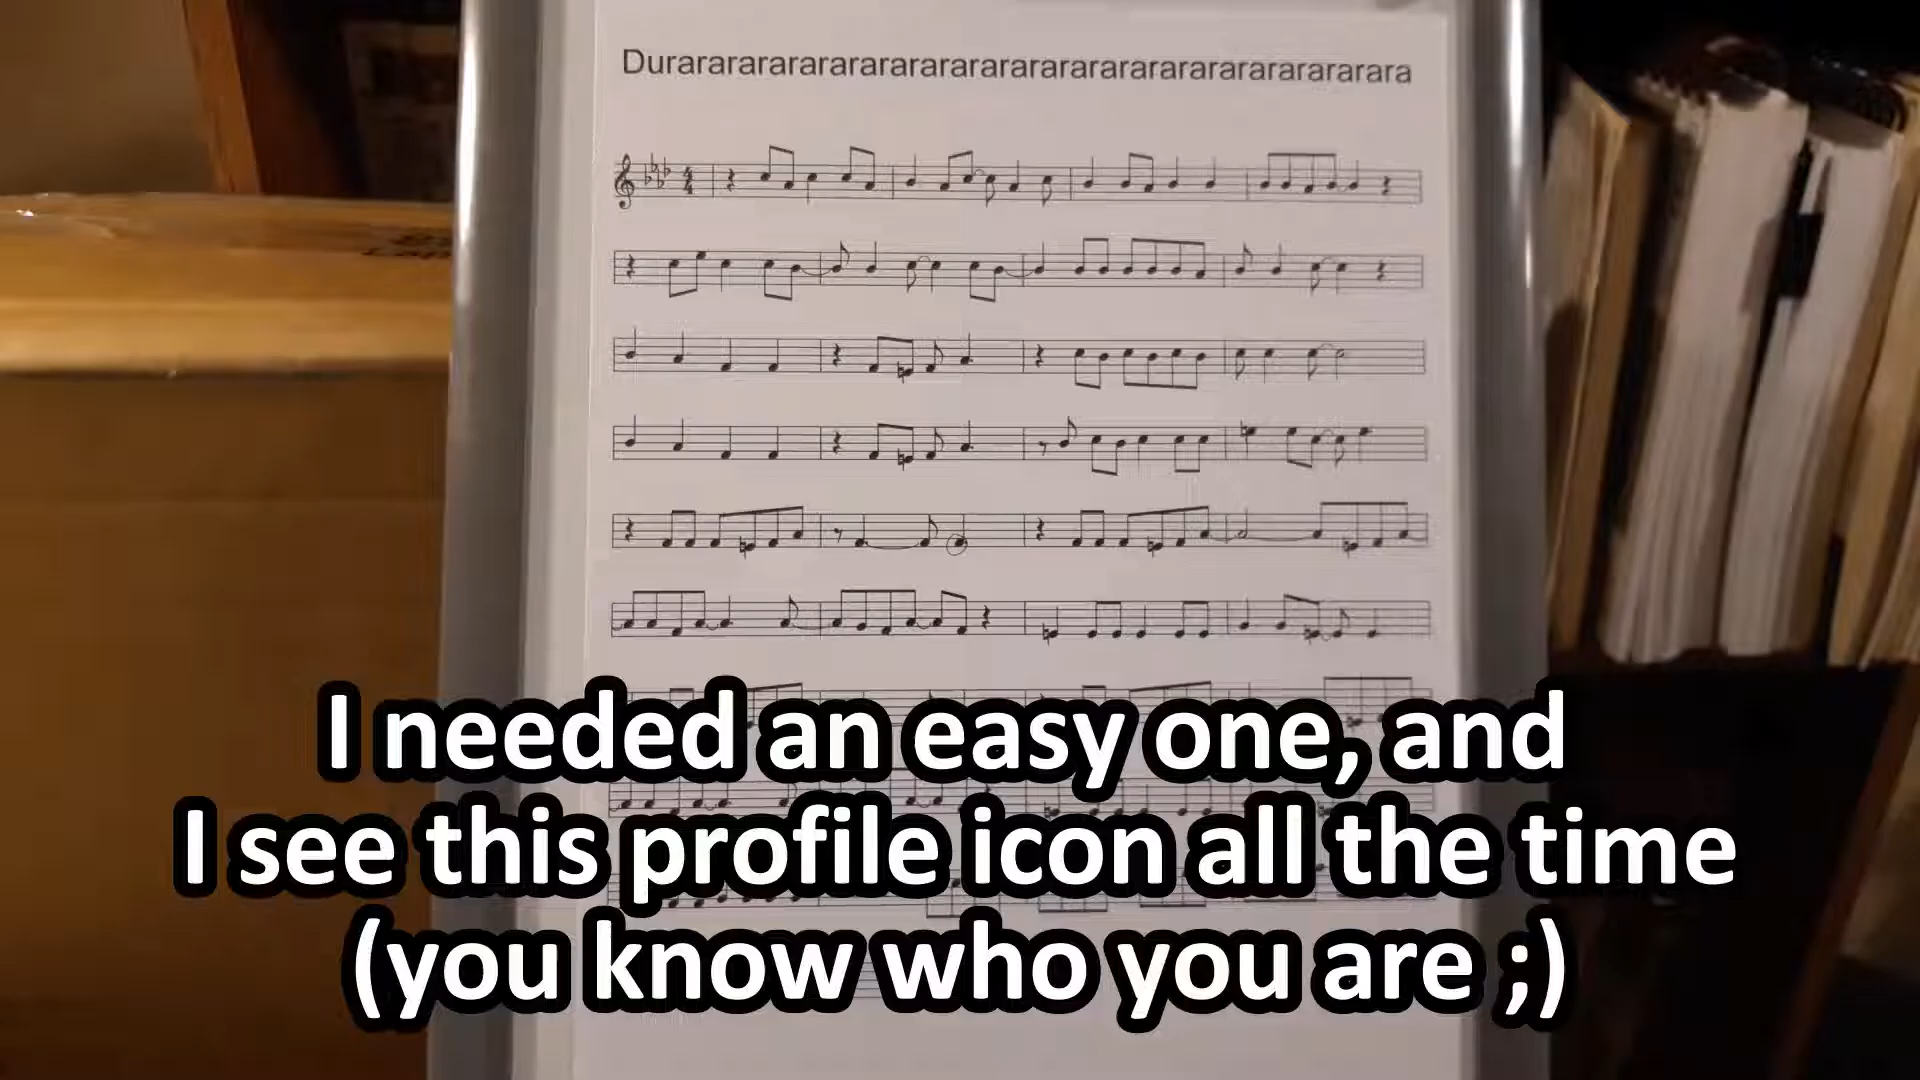 Durarararararararararararararararararararararararara
I needed an easy one, and
I see this profile icon all the time
(you know who you are ;)